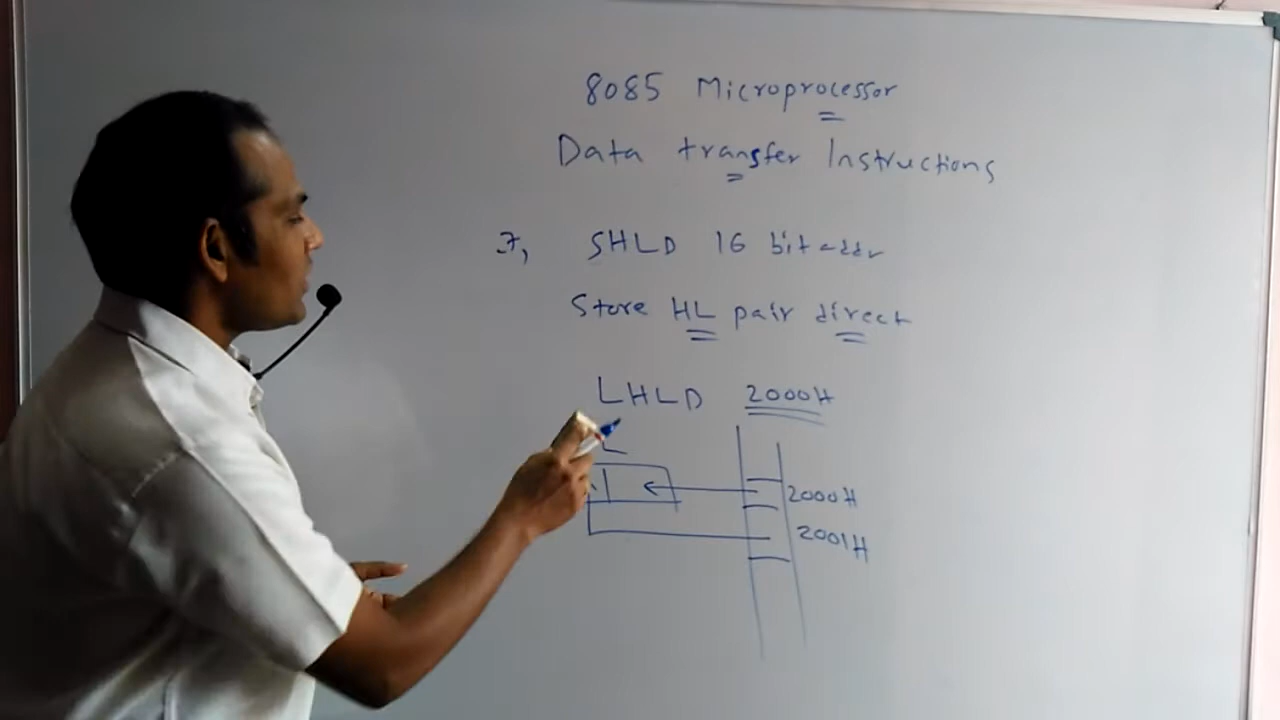 8085 Microprocessor
Data transfer Instructions
7, SHLD 16 bit addr
Store HL pair direct
LHLD 2000H
L
2000H
2001H